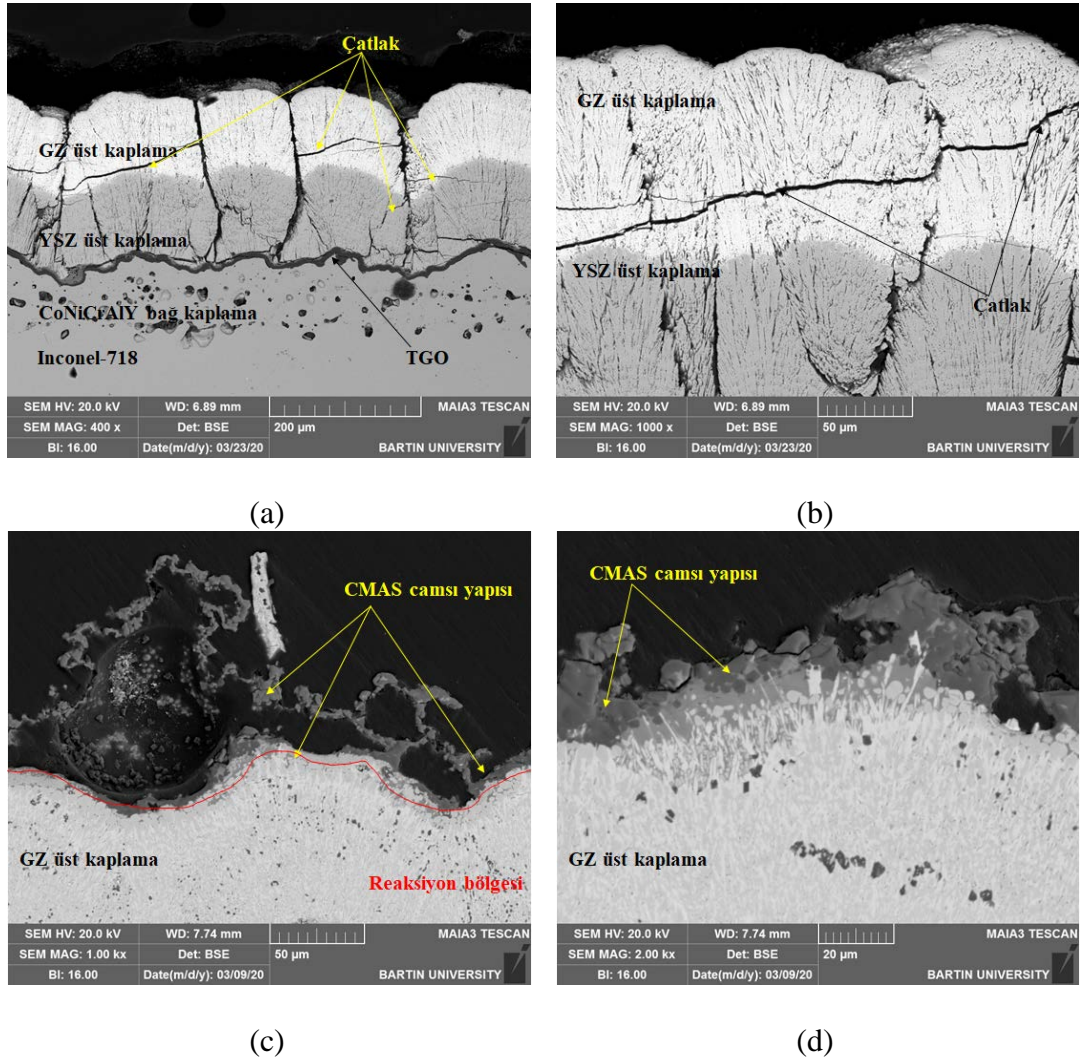 Çatlak
GZ üst kaplama
YSZ üst kaplama
CoNiCrAlY bağ kaplama
Inconel-718
TGO
SEM HV: 20.0 kV WD: 6.89 mm MAIA3 TESCAN
SEM MAG: 400 x Det: BSE 200 µm
BI: 16.00 Date(m/d/y): 03/23/20 BARTIN UNIVERSITY
(a)
GZ üst kaplama
YSZ üst kaplama
Çatlak
SEM HV: 20.0 kV WD: 6.89 mm MAIA3 TESCAN
SEM MAG: 1000 x Det: BSE 50 µm
BI: 16.00 Date(m/d/y): 03/23/20 BARTIN UNIVERSITY
(b)
CMAS camsı yapısı
GZ üst kaplama
Reaksiyon bölgesi
SEM HV: 20.0 kV WD: 7.74 mm MAIA3 TESCAN
SEM MAG: 1.00 kx Det: BSE 50 µm
BI: 16.00 Date(m/d/y): 03/09/20 BARTIN UNIVERSITY
(c)
CMAS camsı yapısı
GZ üst kaplama
SEM HV: 20.0 kV WD: 7.74 mm MAIA3 TESCAN
SEM MAG: 2.00 kx Det: BSE 20 µm
BI: 16.00 Date(m/d/y): 03/09/20 BARTIN UNIVERSITY
(d)